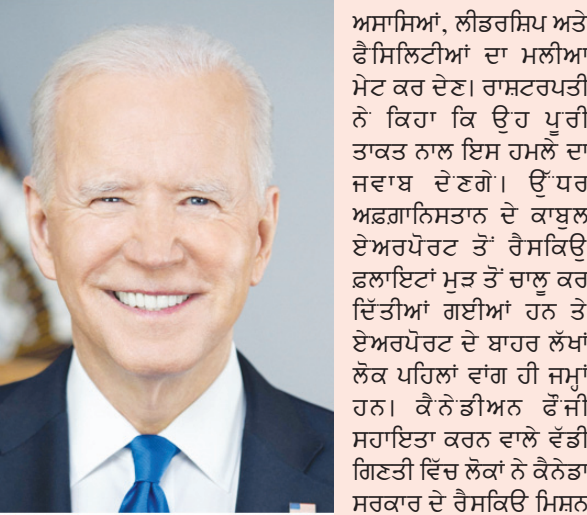 ਅਸਾਸਿਆਂ, ਲੀਡਰਸ਼ਿਪ ਅਤੇ
ਫੈਸਿਲਿਟੀਆਂ ਦਾ ਮਲੀਆ
ਮੇਟ ਕਰ ਦੇਣ। ਰਾਸ਼ਟਰਪਤੀ
ਨੇ ਕਿਹਾ ਕਿ ਉਹ ਪੂਰੀ
ਤਾਕਤ ਨਾਲ ਇਸ ਹਮਲੇ ਦਾ
ਜਵਾਬ ਦੇਣਗੇ। ਉੱਧਰ
ਅਫ਼ਗਾਨਿਸਤਾਨ ਦੇ ਕਾਬੁਲ
ਏਅਰਪੋਰਟ ਤੋਂ ਰੈਸਕਿਉ
ਫ਼ਲਾਇਟਾਂ ਮੁੜ ਤੋਂ ਚਾਲੂ ਕਰ
ਦਿੱਤੀਆਂ ਗਈਆਂ ਹਨ ਤੇ
ਏਅਰਪੋਰਟ ਦੇ ਬਾਹਰ ਲੱਖਾਂ
ਲੋਕ ਪਹਿਲਾਂ ਵਾਂਗ ਹੀ ਜਮ੍ਹਾਂ
ਹਨ। ਕੈਨੇਡੀਅਨ ਫੌਜੀ
ਸਹਾਇਤਾ ਕਰਨ ਵਾਲੇ ਵੱਡੀ
ਗਿਣਤੀ ਵਿੱਚ ਲੋਕਾਂ ਨੇ ਕੈਨੇਡਾ
ਸਰਕਾਰ ਦੇ ਰੈਸਕਿਓ ਮਿਸ਼ਨ